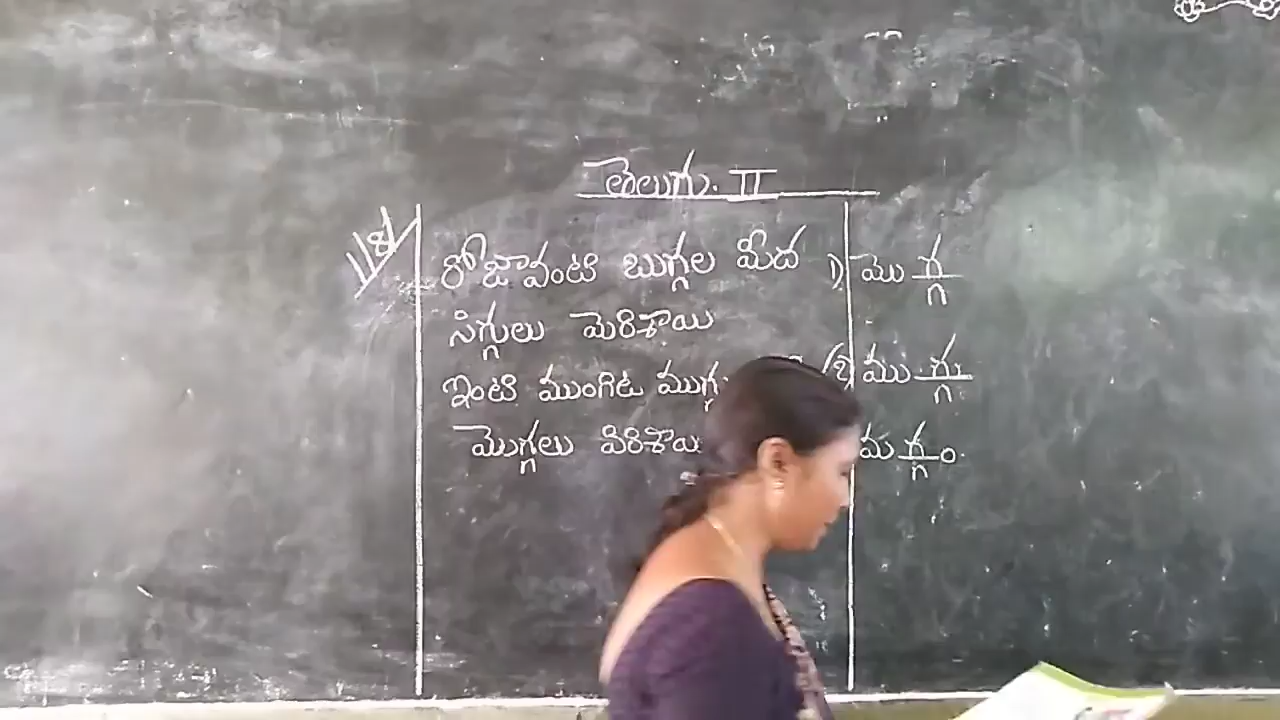 తెలుగు. II
రోజావంటి బుగ్గల మీద
సిగ్గులు మెరిశాయి
ఇంటి ముంగిట
మొగ్గలు విరిశాయి
1) మొగ్గ
2) ముగ్గు
మగ్గం.